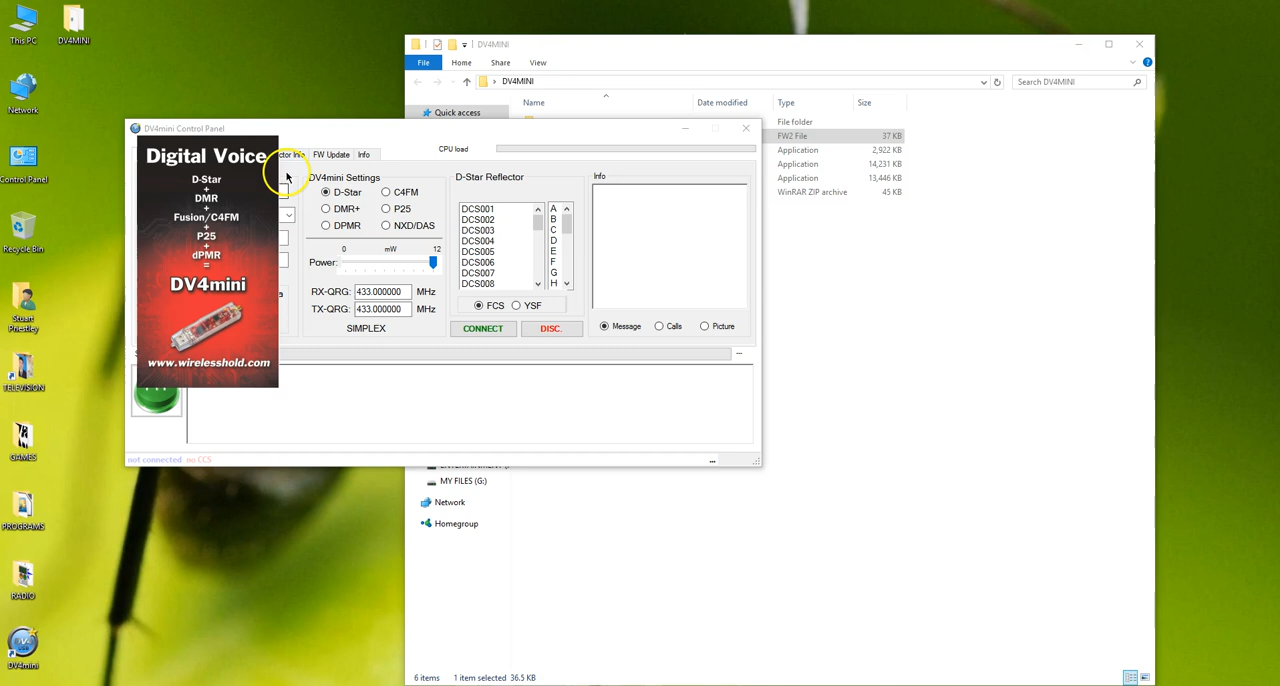 This PC
DV4MINI
Network
Control Panel
Recycle Bin
Stuart
Priestley
TELEVISION
GAMES
PROGRAMS
RADIO
DV4mini
DV4MINI
File
Home
Share
View
DV4MINI
Search DV4MINI
Quick access
Name
Date modified
Type
Size
File folder
FW2 File
37 KB
Application
2,922 KB
Application
14,231 KB
Application
13,446 KB
WinRAR ZIP archive
45 KB
MY FILES (G:)
Network
Homegroup
6 items
1 item selected 36.5 KB
DV4mini Control Panel
FW Update
Info
CPU load
Digital Voice
D-Star
+
DMR
+
Fusion/C4FM
+
P25
+
dPMR
=
DV4mini
www.wirelesshold.com
DV4mini Settings
D-Star
C4FM
DMR+
P25
DPMR
NXD/DAS
0
mW
12
Power:
RX-QRG:
433.000000
MHz
TX-QRG:
433.000000
MHz
SIMPLEX
D-Star Reflector
DCS001
DCS002
DCS003
DCS004
DCS005
DCS006
DCS007
DCS008
A
B
C
D
E
F
G
H
FCS
YSF
CONNECT
DISC.
Info
Message
Calls
Picture
not connected
no CCS